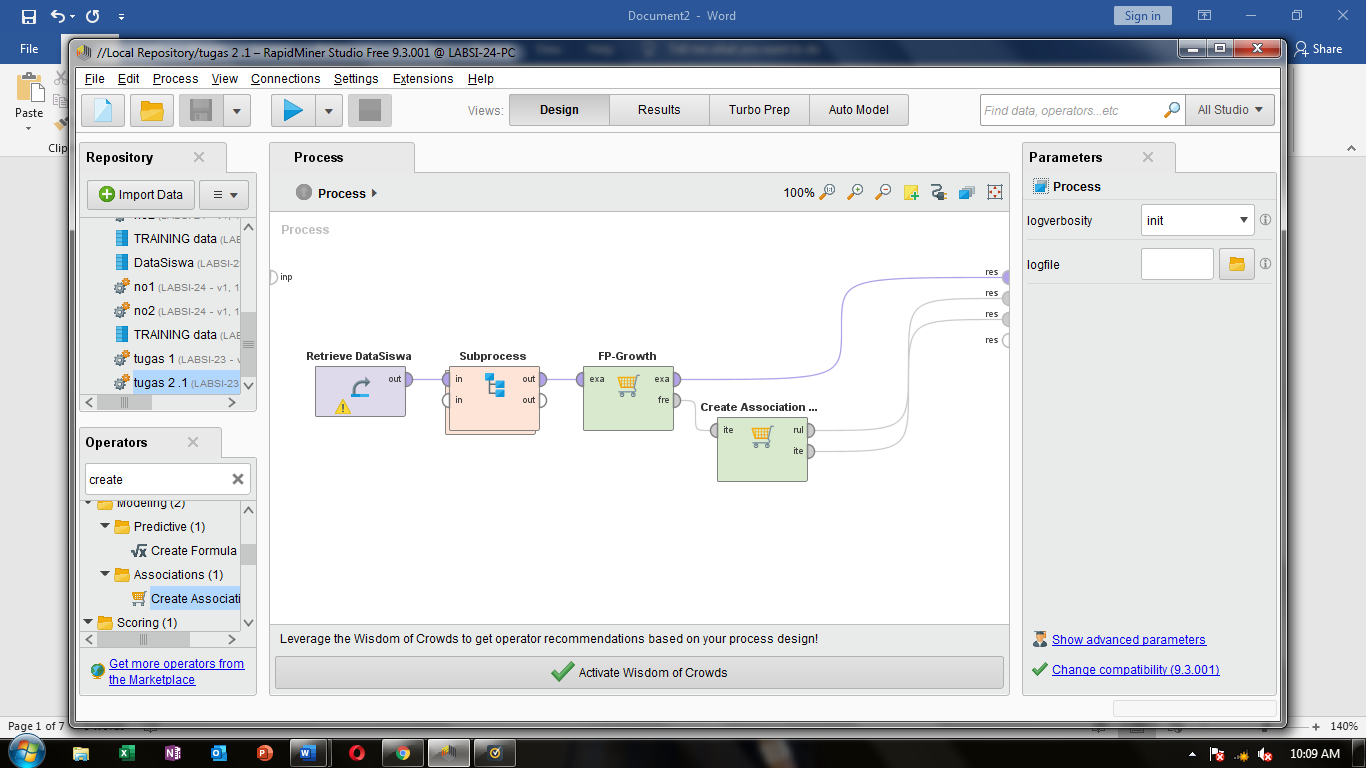 Document2 - Word
Sign in
File
Share
Paste
Clip
//Local Repository/tugas 2 .1 – RapidMiner Studio Free 9.3.001 @ LABSI-24-PC
File Edit Process View Connections Settings Extensions Help
Views: Design Results Turbo Prep Auto Model
Find data, operators...etc
All Studio
Repository
Import Data
TRAINING data (LAB
DataSiswa (LABSI-2
no1 (LABSI-24 - v1, 1
no2 (LABSI-24 - v1, 1
TRAINING data (LAB
tugas 1 (LABSI-23 - v
tugas 2 .1 (LABSI-23
Operators
create
Modeling (2)
Predictive (1)
Create Formula
Associations (1)
Create Associati
Scoring (1)
Get more operators from
the Marketplace
Process
Process
100%
Process
inp
res
res
res
res
Retrieve DataSiswa
out
Subprocess
in out
in out
FP-Growth
exa exa
fre
Create Association ...
ite rul
ite
Leverage the Wisdom of Crowds to get operator recommendations based on your process design!
Activate Wisdom of Crowds
Parameters
Process
logverbosity init
logfile
Show advanced parameters
Change compatibility (9.3.001)
Page 1 of 7
140%
10:09 AM